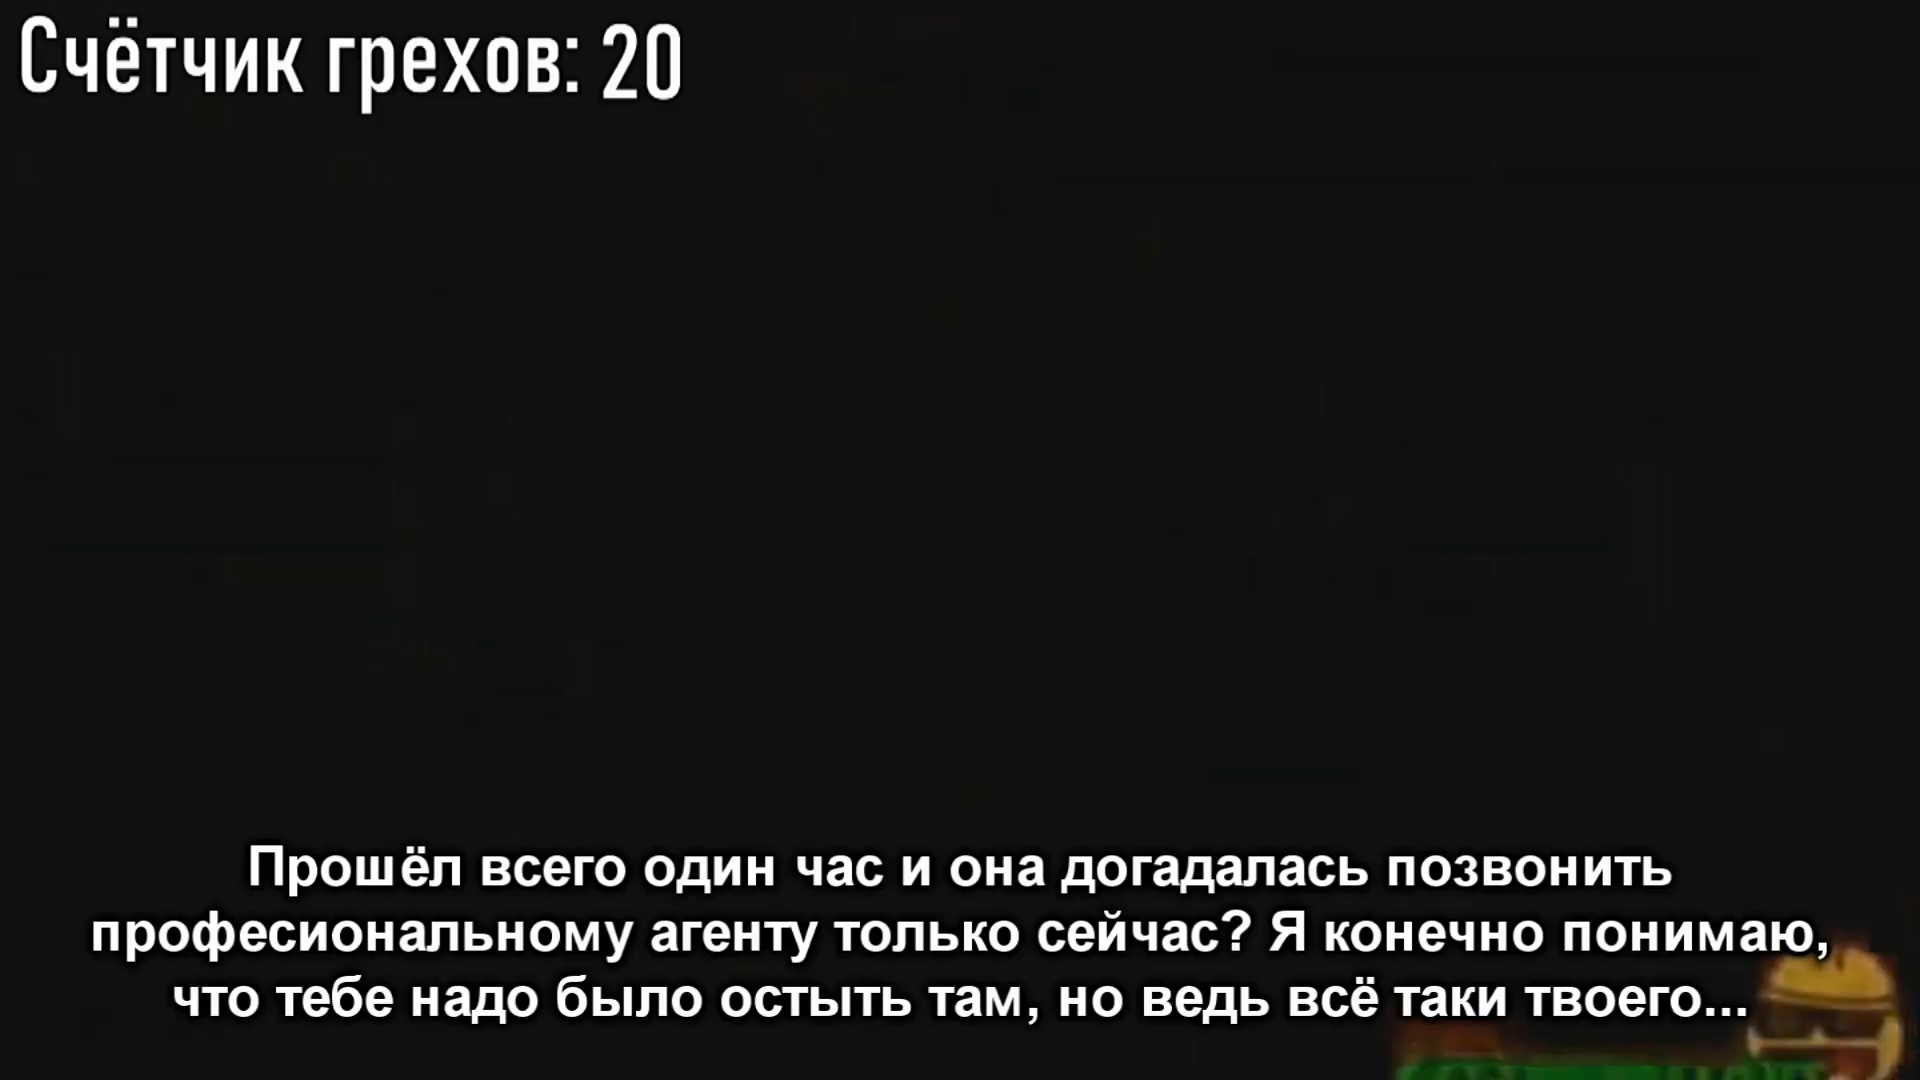 Счётчик грехов: 20
Прошёл всего один час и она догадалась позвонить
професиональному агенту только сейчас? Я конечно понимаю,
что тебе надо было остыть там, но ведь всё таки твоего...